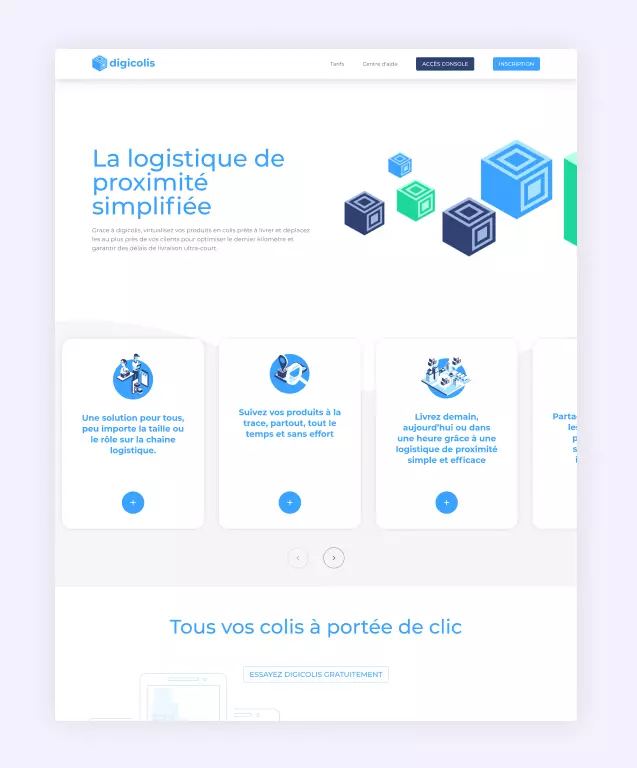 digicolis
Tarifs
Centre d'aide
ACCÈS CONSOLE
INSCRIPTION
La logistique de
proximité
simplifiée
Grace à digicolis, virtualisez vos produits en colis prêts à livrer et déplacez
les au plus près de vos clients pour optimiser le dernier kilomètre et
garantir des délais de livraison ultra-court.
Une solution pour tous,
peu importe la taille ou
le rôle sur la chaine
logistique.
Suivez vos produits à la
trace, partout, tout le
temps et sans effort
Livrez demain,
aujourd'hui ou dans
une heure grâce à une
logistique de proximité
simple et efficace
Parta
les
p
s
i
Tous vos colis à portée de clic
ESSAYEZ DIGICOLIS GRATUITEMENT